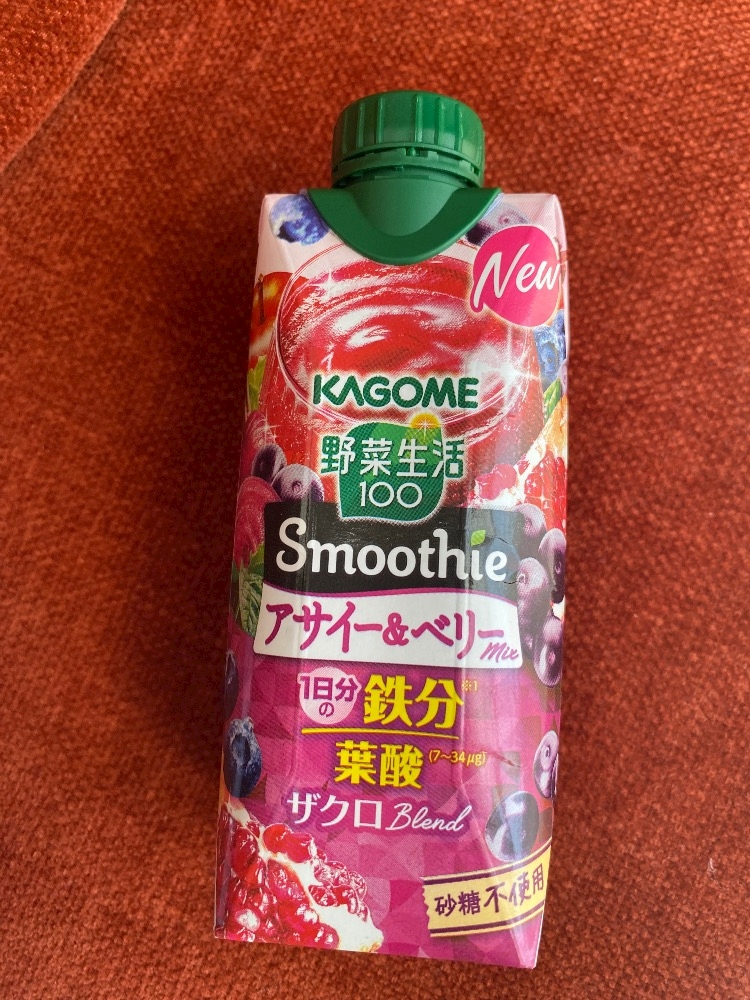 New
KAGOME
野菜生活
100
Smoothie
アサイー&ベリー Mix
1日分の 鉄分※1
葉酸 (7~34μg)
ザクロ Blend
砂糖不使用